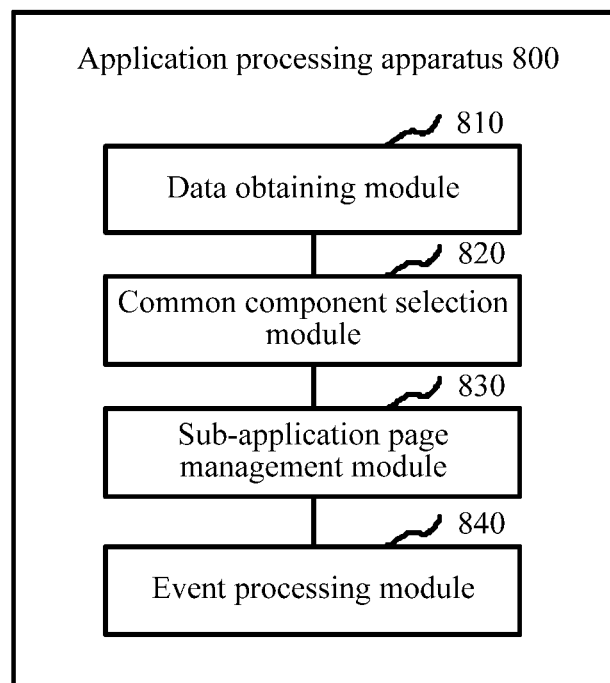 Application processing apparatus 800
810
Data obtaining module
820
Common component selection
module
830
Sub-application page
management module
840
Event processing module